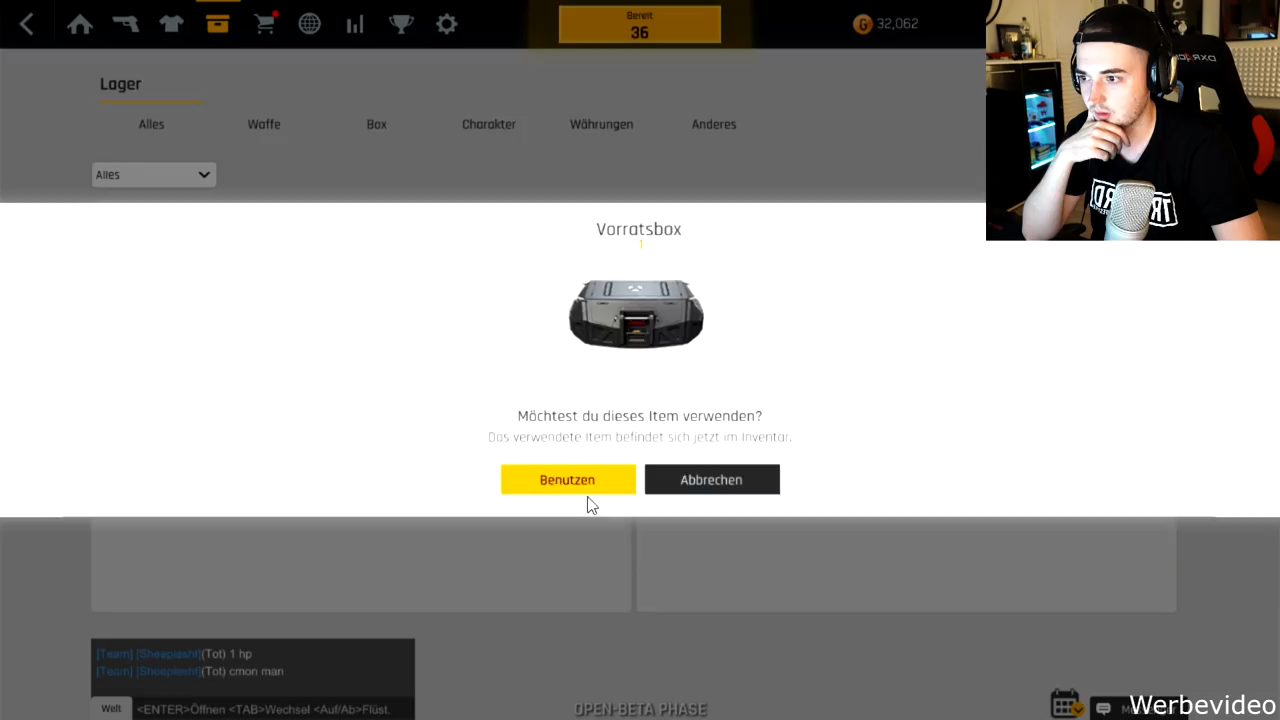 Bereit
36
32,062
Lager
Alles
Waffe
Box
Charakter
Währungen
Anderes
Alles
Vorratsbox
1
Möchtest du dieses Item verwenden?
Das verwendete Item befindet sich jetzt im Inventar.
Benutzen
Abbrechen
[Team] [Sheepiesht](Tot) 1 hp
[Team] [Sheepiesht](Tot) cmon man
Welt
<ENTER>Öffnen <TAB>Wechsel <Auf/Ab>Flüst.
OPEN-BETA PHASE
Werbevideo